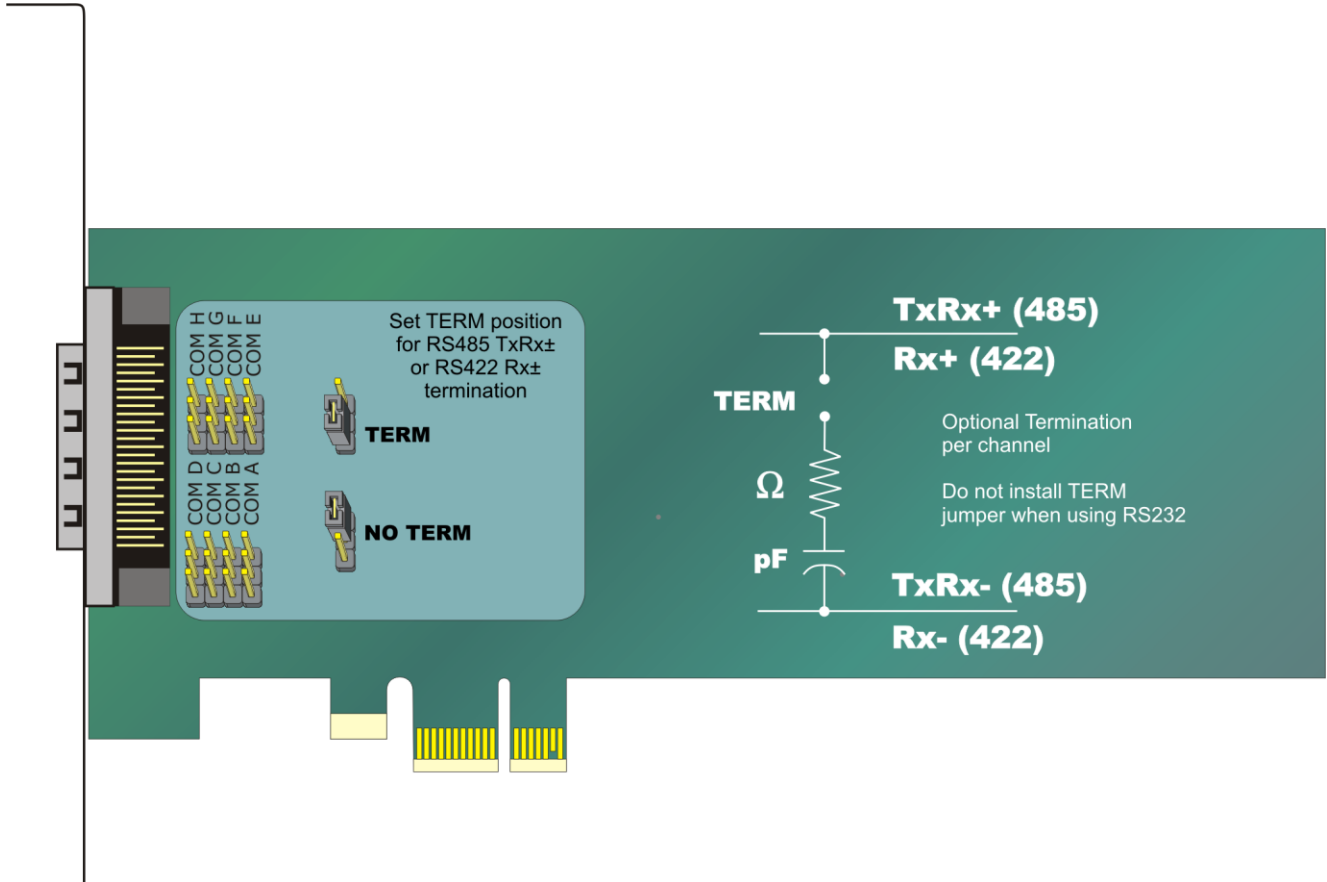 COM H
COM G
COM F
COM E
COM D
COM C
COM B
COM A
Set TERM position
for RS485 TxRx±
or RS422 Rx±
termination
TERM
NO TERM
TxRx+ (485)
Rx+ (422)
TERM
Optional Termination
per channel
Ω
Do not install TERM
jumper when using RS232
pF
TxRx- (485)
Rx- (422)